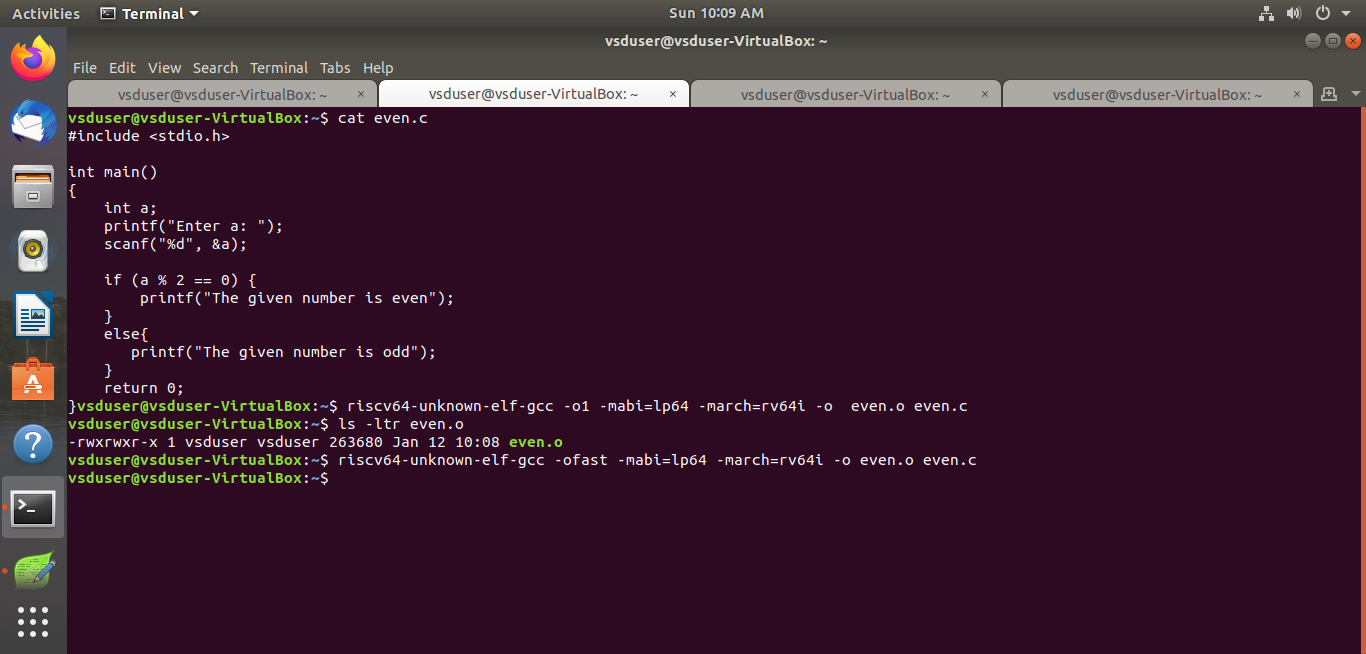 Activities Terminal Sun 10:09 AM
vsduser@vsduser-VirtualBox: ~
File Edit View Search Terminal Tabs Help
vsduser@vsduser-VirtualBox: ~ × vsduser@vsduser-VirtualBox: ~ × vsduser@vsduser-VirtualBox: ~ × vsduser@vsduser-VirtualBox: ~ ×
vsduser@vsduser-VirtualBox:~$ cat even.c
#include <stdio.h>

int main()
{
    int a;
    printf("Enter a: ");
    scanf("%d", &a);

    if (a % 2 == 0) {
        printf("The given number is even");
    }
    else{
       printf("The given number is odd");
    }
    return 0;
}vsduser@vsduser-VirtualBox:~$ riscv64-unknown-elf-gcc -o1 -mabi=lp64 -march=rv64i -o  even.o even.c
vsduser@vsduser-VirtualBox:~$ ls -ltr even.o
-rwxrwxr-x 1 vsduser vsduser 263680 Jan 12 10:08 even.o
vsduser@vsduser-VirtualBox:~$ riscv64-unknown-elf-gcc -ofast -mabi=lp64 -march=rv64i -o even.o even.c
vsduser@vsduser-VirtualBox:~$